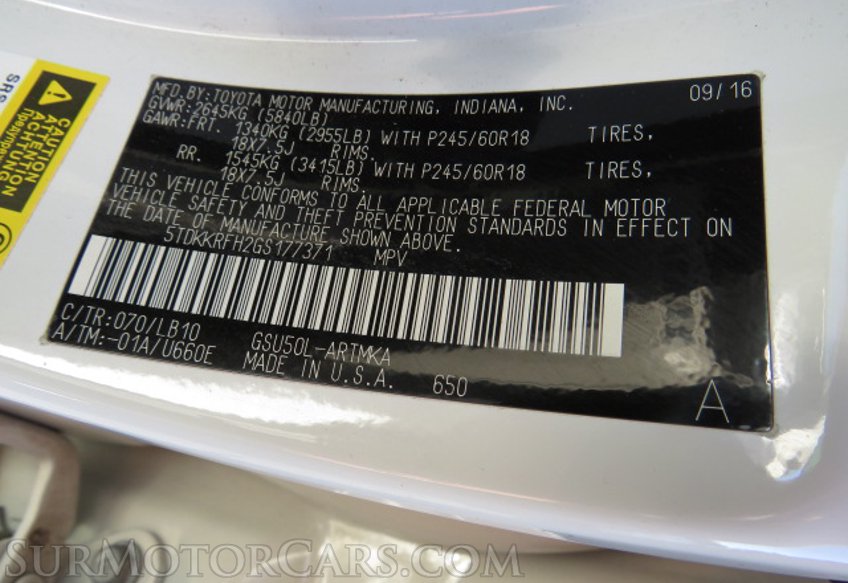 SRS
CAUTION
ATTENTION
ACHTUNG
MFD.BY:TOYOTA MOTOR MANUFACTURING, INDIANA, INC. 09/16
GVWR:2645KG (5840LB)
GAWR:FRT. 1340KG (2955LB) WITH P245/60R18 TIRES,
18X7.5J RIMS.
RR. 1545KG (3415LB) WITH P245/60R18 TIRES,
18X7.5J RIMS.
THIS VEHICLE CONFORMS TO ALL APPLICABLE FEDERAL MOTOR
VEHICLE SAFETY AND THEFT PREVENTION STANDARDS IN EFFECT ON
THE DATE OF MANUFACTURE SHOWN ABOVE.
5TDKKRFH2GS177371 MPV
C/TR:070/LB10 GSU50L-ARTMKA
A/TM:-01A/U660E MADE IN U.S.A. 650
A
SurMotorCars.com